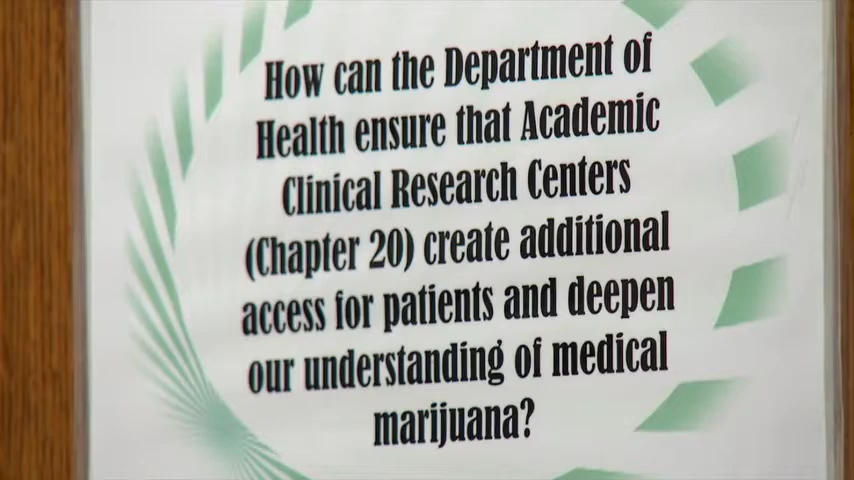 How can the Department of
Health ensure that Academic
Clinical Research Centers
(Chapter 20) create additional
access for patients and deepen
our understanding of medical
marijuana?